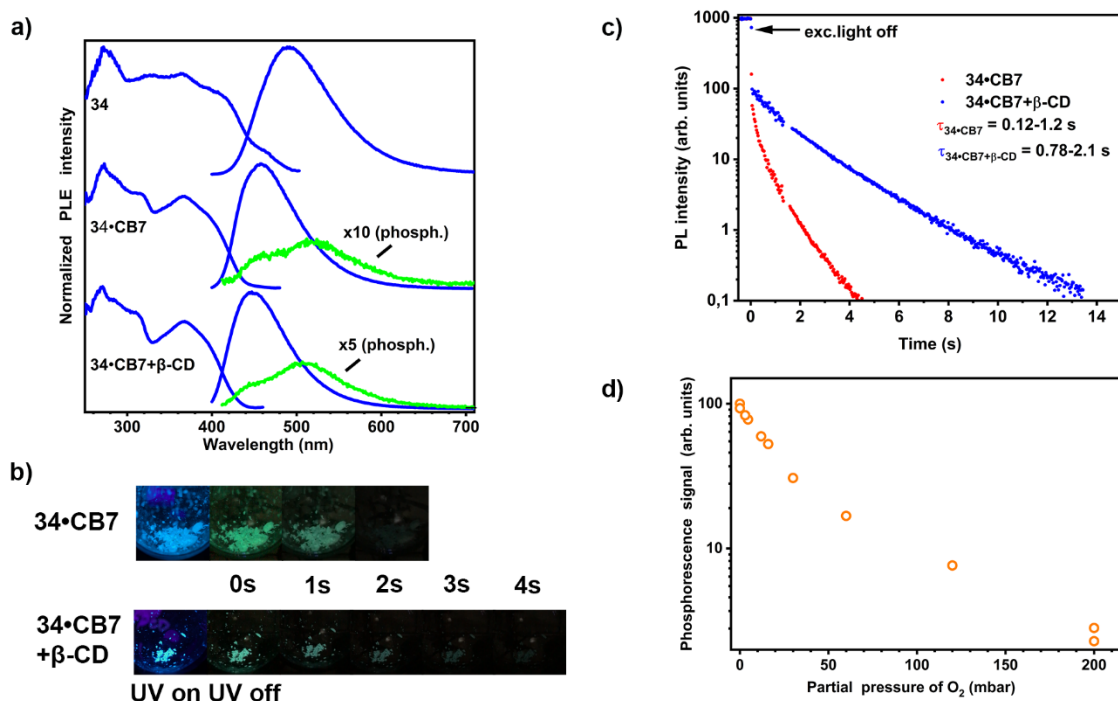 a)
Normalized PLE intensity
34
34•CB7
x10 (phosph.)
34•CB7+β-CD
x5 (phosph.)
300 400 500 600 700
Wavelength (nm)
b)
34•CB7
0s 1s 2s 3s 4s
34•CB7
+β-CD
UV on UV off
c)
PL intensity (arb. units)
1000
100
10
1
0,1
exc.light off
34•CB7
34•CB7+β-CD
τ34•CB7 = 0.12-1.2 s
τ34•CB7+β-CD = 0.78-2.1 s
0 2 4 6 8 10 12 14
Time (s)
d)
Phosphorescence signal (arb. units)
100
10
0 50 100 150 200
Partial pressure of O2 (mbar)